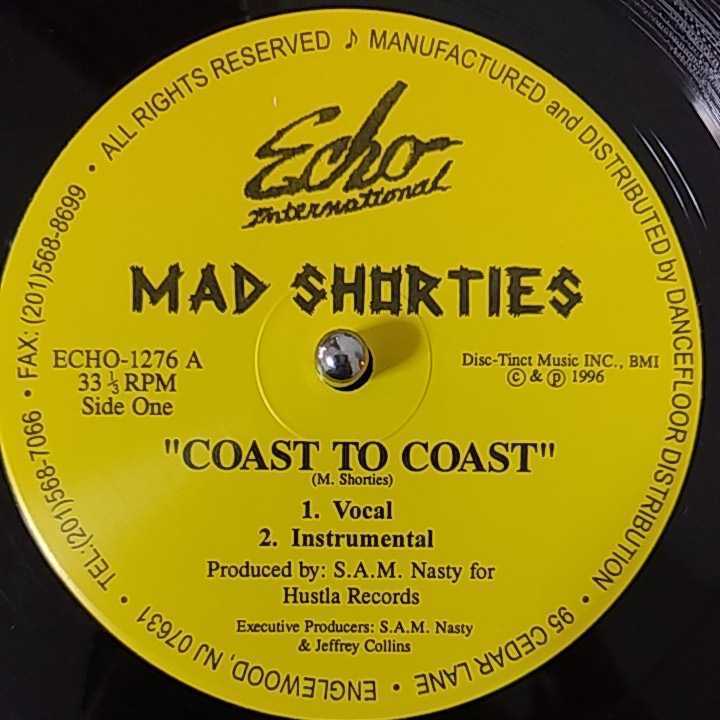 ALL RIGHTS RESERVED ♪ MANUFACTURED and DISTRIBUTED by DANCEFLOOR DISTRIBUTION • 95 CEDAR LANE • ENGLEWOOD, NJ 07631 • TEL:(201)568-7066 • FAX: (201)568-8699 •
Echo
International
MAD SHORTIES
ECHO-1276 A
33 ⅓ RPM
Side One
Disc-Tinct Music INC., BMI
© & ℗ 1996
"COAST TO COAST"
(M. Shorties)
1. Vocal
2. Instrumental
Produced by: S.A.M. Nasty for
Hustla Records
Executive Producers: S.A.M. Nasty
& Jeffrey Collins